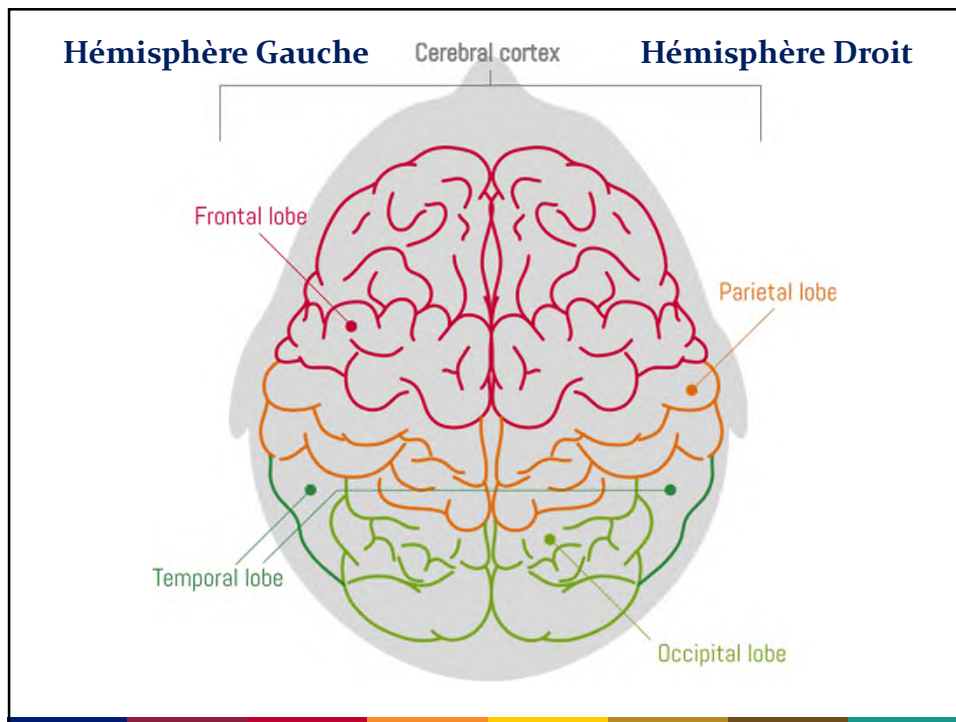 Hémisphère Gauche
Cerebral cortex
Hémisphère Droit
Frontal lobe
Parietal lobe
Temporal lobe
Occipital lobe